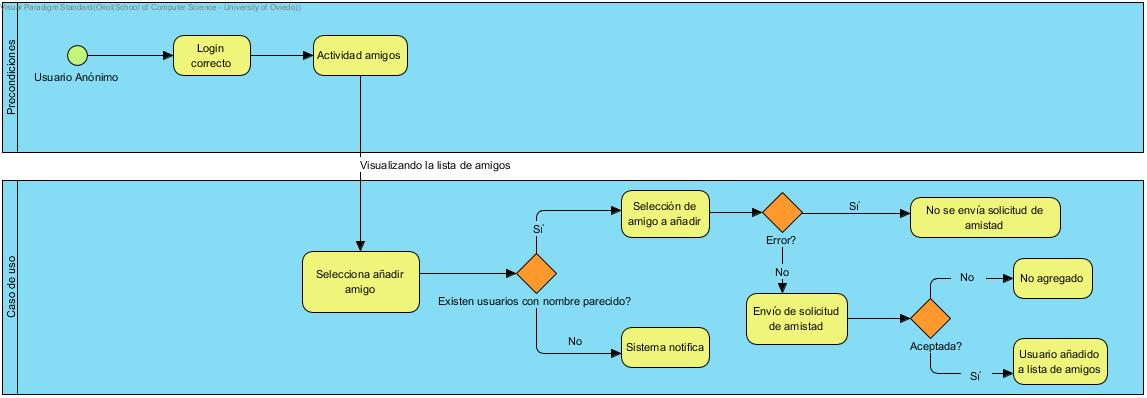 Visual Paradigm Standard(Oriol(School of Computer Science - University of Oviedo))
Precondiciones
Usuario Anónimo
Login
correcto
Actividad amigos
Visualizando la lista de amigos
Caso de uso
Selecciona añadir
amigo
Existen usuarios con nombre parecido?
Sí
No
Selección de
amigo a añadir
Sistema notifica
Error?
Sí
No
No se envía solicitud de
amistad
Envío de solicitud
de amistad
Aceptada?
No
Sí
No agregado
Usuario añadido
a lista de amigos